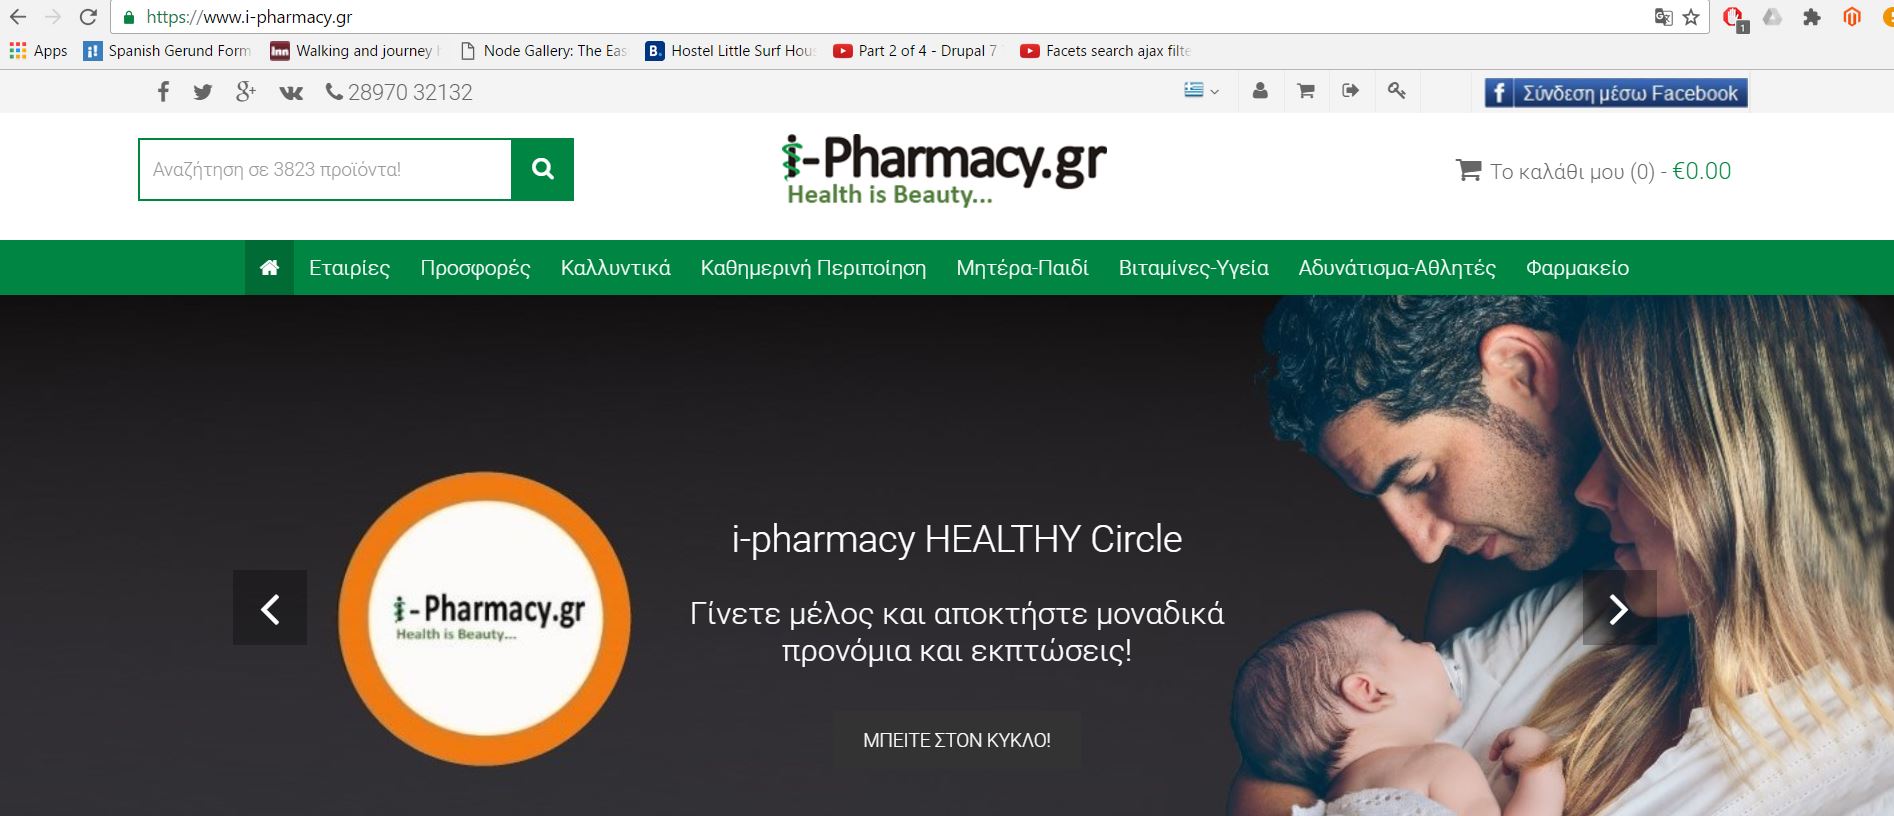 https://www.i-pharmacy.gr
Apps Spanish Gerund Form Walking and journey Node Gallery: The Eas Hostel Little Surf Hou Part 2 of 4 - Drupal 7 Facets search ajax filte
28970 32132
Σύνδεση μέσω Facebook
Αναζήτηση σε 3823 προϊόντα!
i-Pharmacy.gr
Health is Beauty...
Το καλάθι μου (0) - €0.00
Εταιρίες Προσφορές Καλλυντικά Καθημερινή Περιποίηση Μητέρα-Παιδί Βιταμίνες-Υγεία Αδυνάτισμα-Αθλητές Φαρμακείο
i-Pharmacy.gr
Health is Beauty...
i-pharmacy HEALTHY Circle
Γίνετε μέλος και αποκτήστε μοναδικά
προνόμια και εκπτώσεις!
ΜΠΕΙΤΕ ΣΤΟΝ ΚΥΚΛΟ!